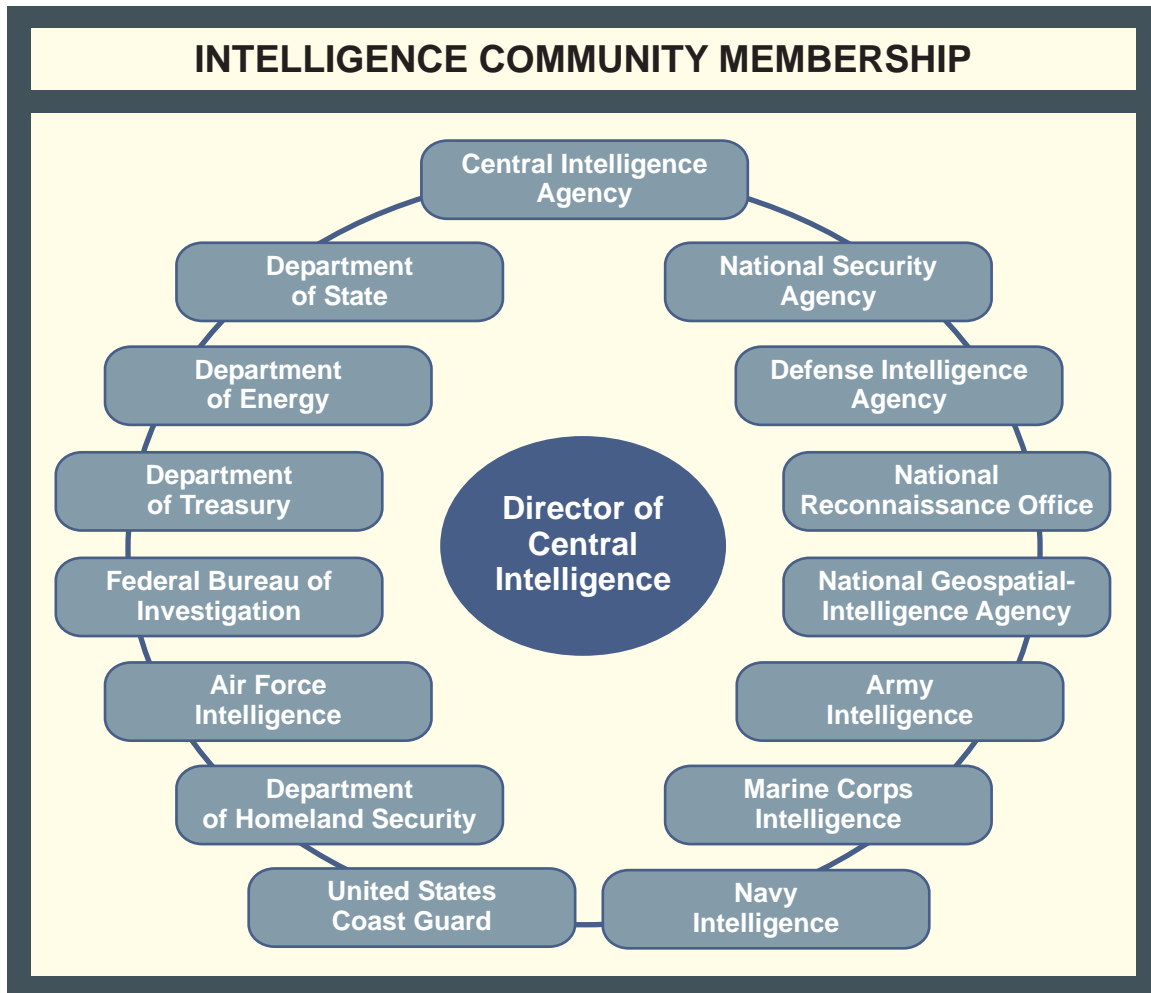 INTELLIGENCE COMMUNITY MEMBERSHIP
Central Intelligence
Agency
Department
of State
National Security
Agency
Department
of Energy
Defense Intelligence
Agency
Department
of Treasury
National
Reconnaissance Office
Director of
Central
Intelligence
Federal Bureau of
Investigation
National Geospatial-
Intelligence Agency
Air Force
Intelligence
Army
Intelligence
Department
of Homeland Security
Marine Corps
Intelligence
United States
Coast Guard
Navy
Intelligence